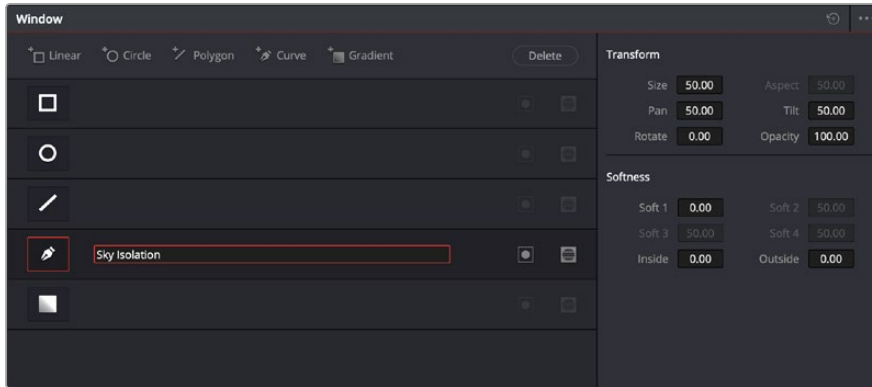 Window
Linear Circle Polygon Curve Gradient Delete
Sky Isolation
Transform
Size 50.00 Aspect 50.00
Pan 50.00 Tilt 50.00
Rotate 0.00 Opacity 100.00
Softness
Soft 1 0.00 Soft 2 50.00
Soft 3 50.00 Soft 4 50.00
Inside 0.00 Outside 0.00